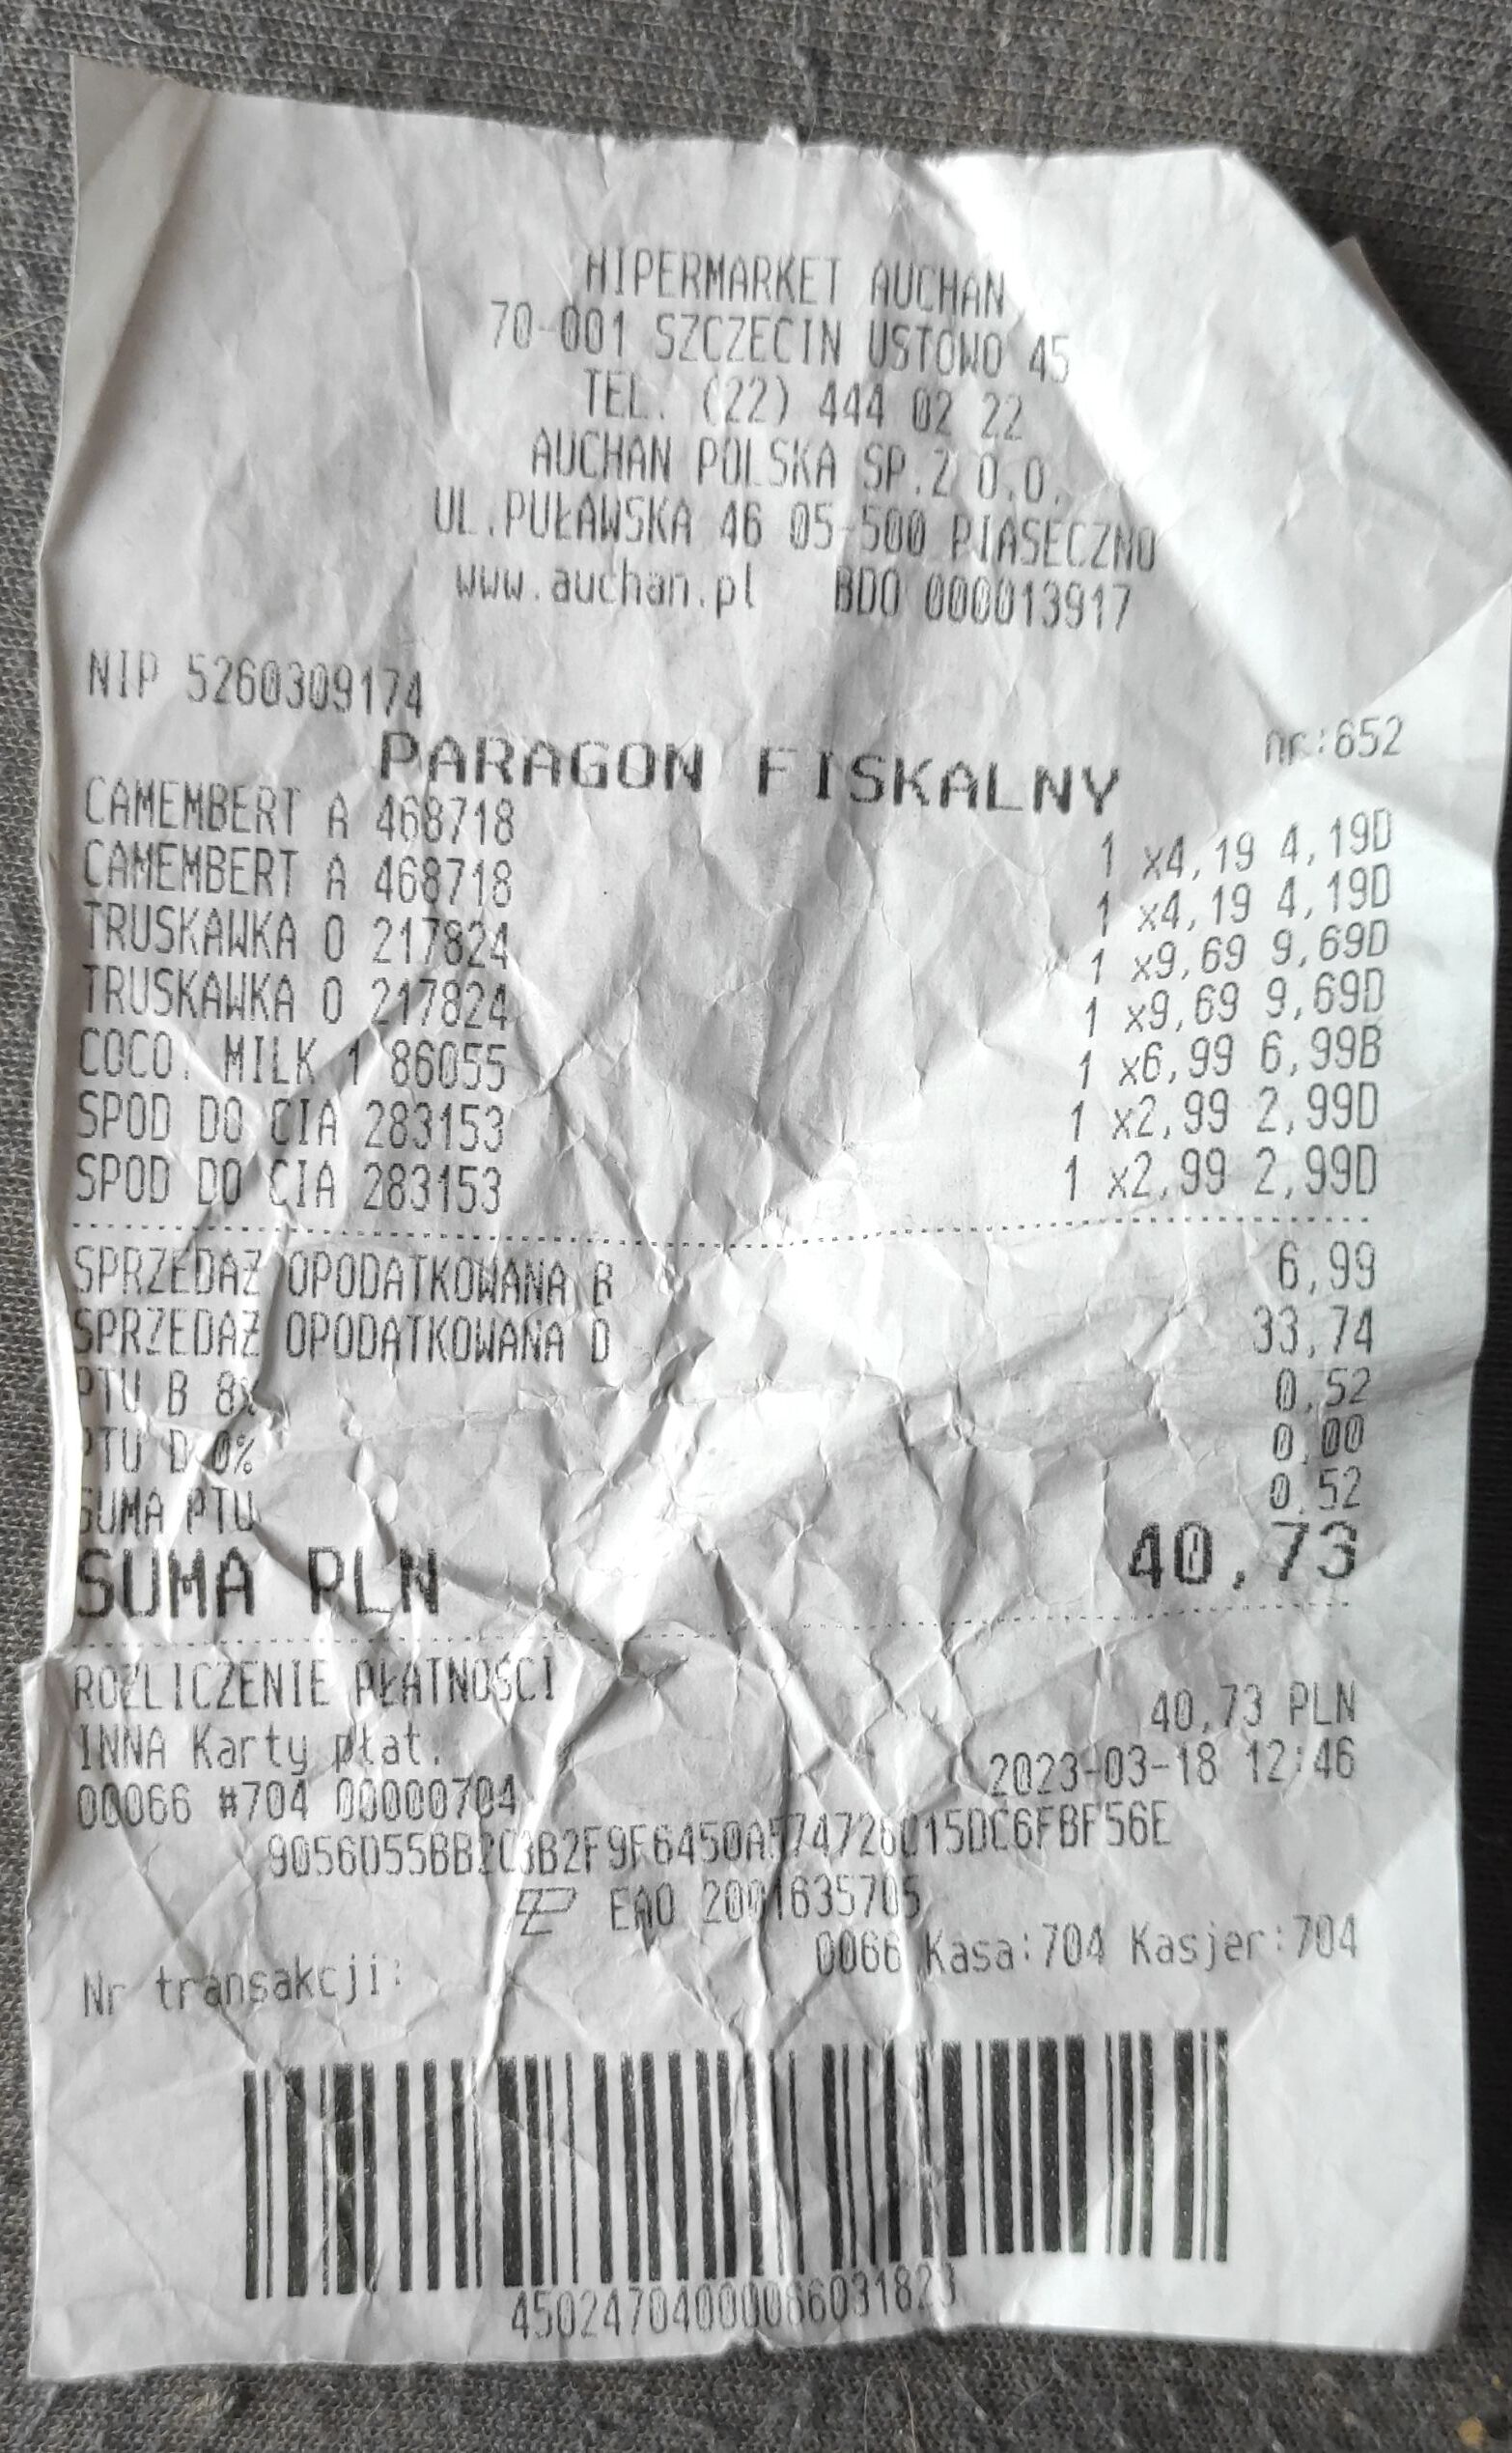 HIPERMARKET AUCHAN
70-001 SZCZECIN USTOWO 45
TEL. (22) 444 02 22
AUCHAN POLSKA SP.Z O.O.
UL.PUŁAWSKA 46 05-500 PIASECZNO
www.auchan.pl BDO 000013917
NIP 5260309174
nr:652
PARAGON FISKALNY
CAMEMBERT A 468718 1 x4,19 4,19D
CAMEMBERT A 468718 1 x4,19 4,19D
TRUSKAWKA O 217824 1 x9,69 9,69D
TRUSKAWKA O 217824 1 x9,69 9,69D
COCO. MILK 1 86055 1 x6,99 6,99B
SPOD DO CIA 283153 1 x2,99 2,99D
SPOD DO CIA 283153 1 x2,99 2,99D
SPRZEDAŻ OPODATKOWANA B 6,99
SPRZEDAŻ OPODATKOWANA D 33,74
PTU B 8% 0,52
PTU D 0% 0,00
SUMA PTU 0,52
SUMA PLN 40,73
ROZLICZENIE PŁATNOŚCI
INNA Karty płat. 40,73 PLN
00066 #704 00000704 2023-03-18 12:46
EAO 2001635705
Nr transakcji: 0066 Kasa:704 Kasjer:704
4502470400006603182​3